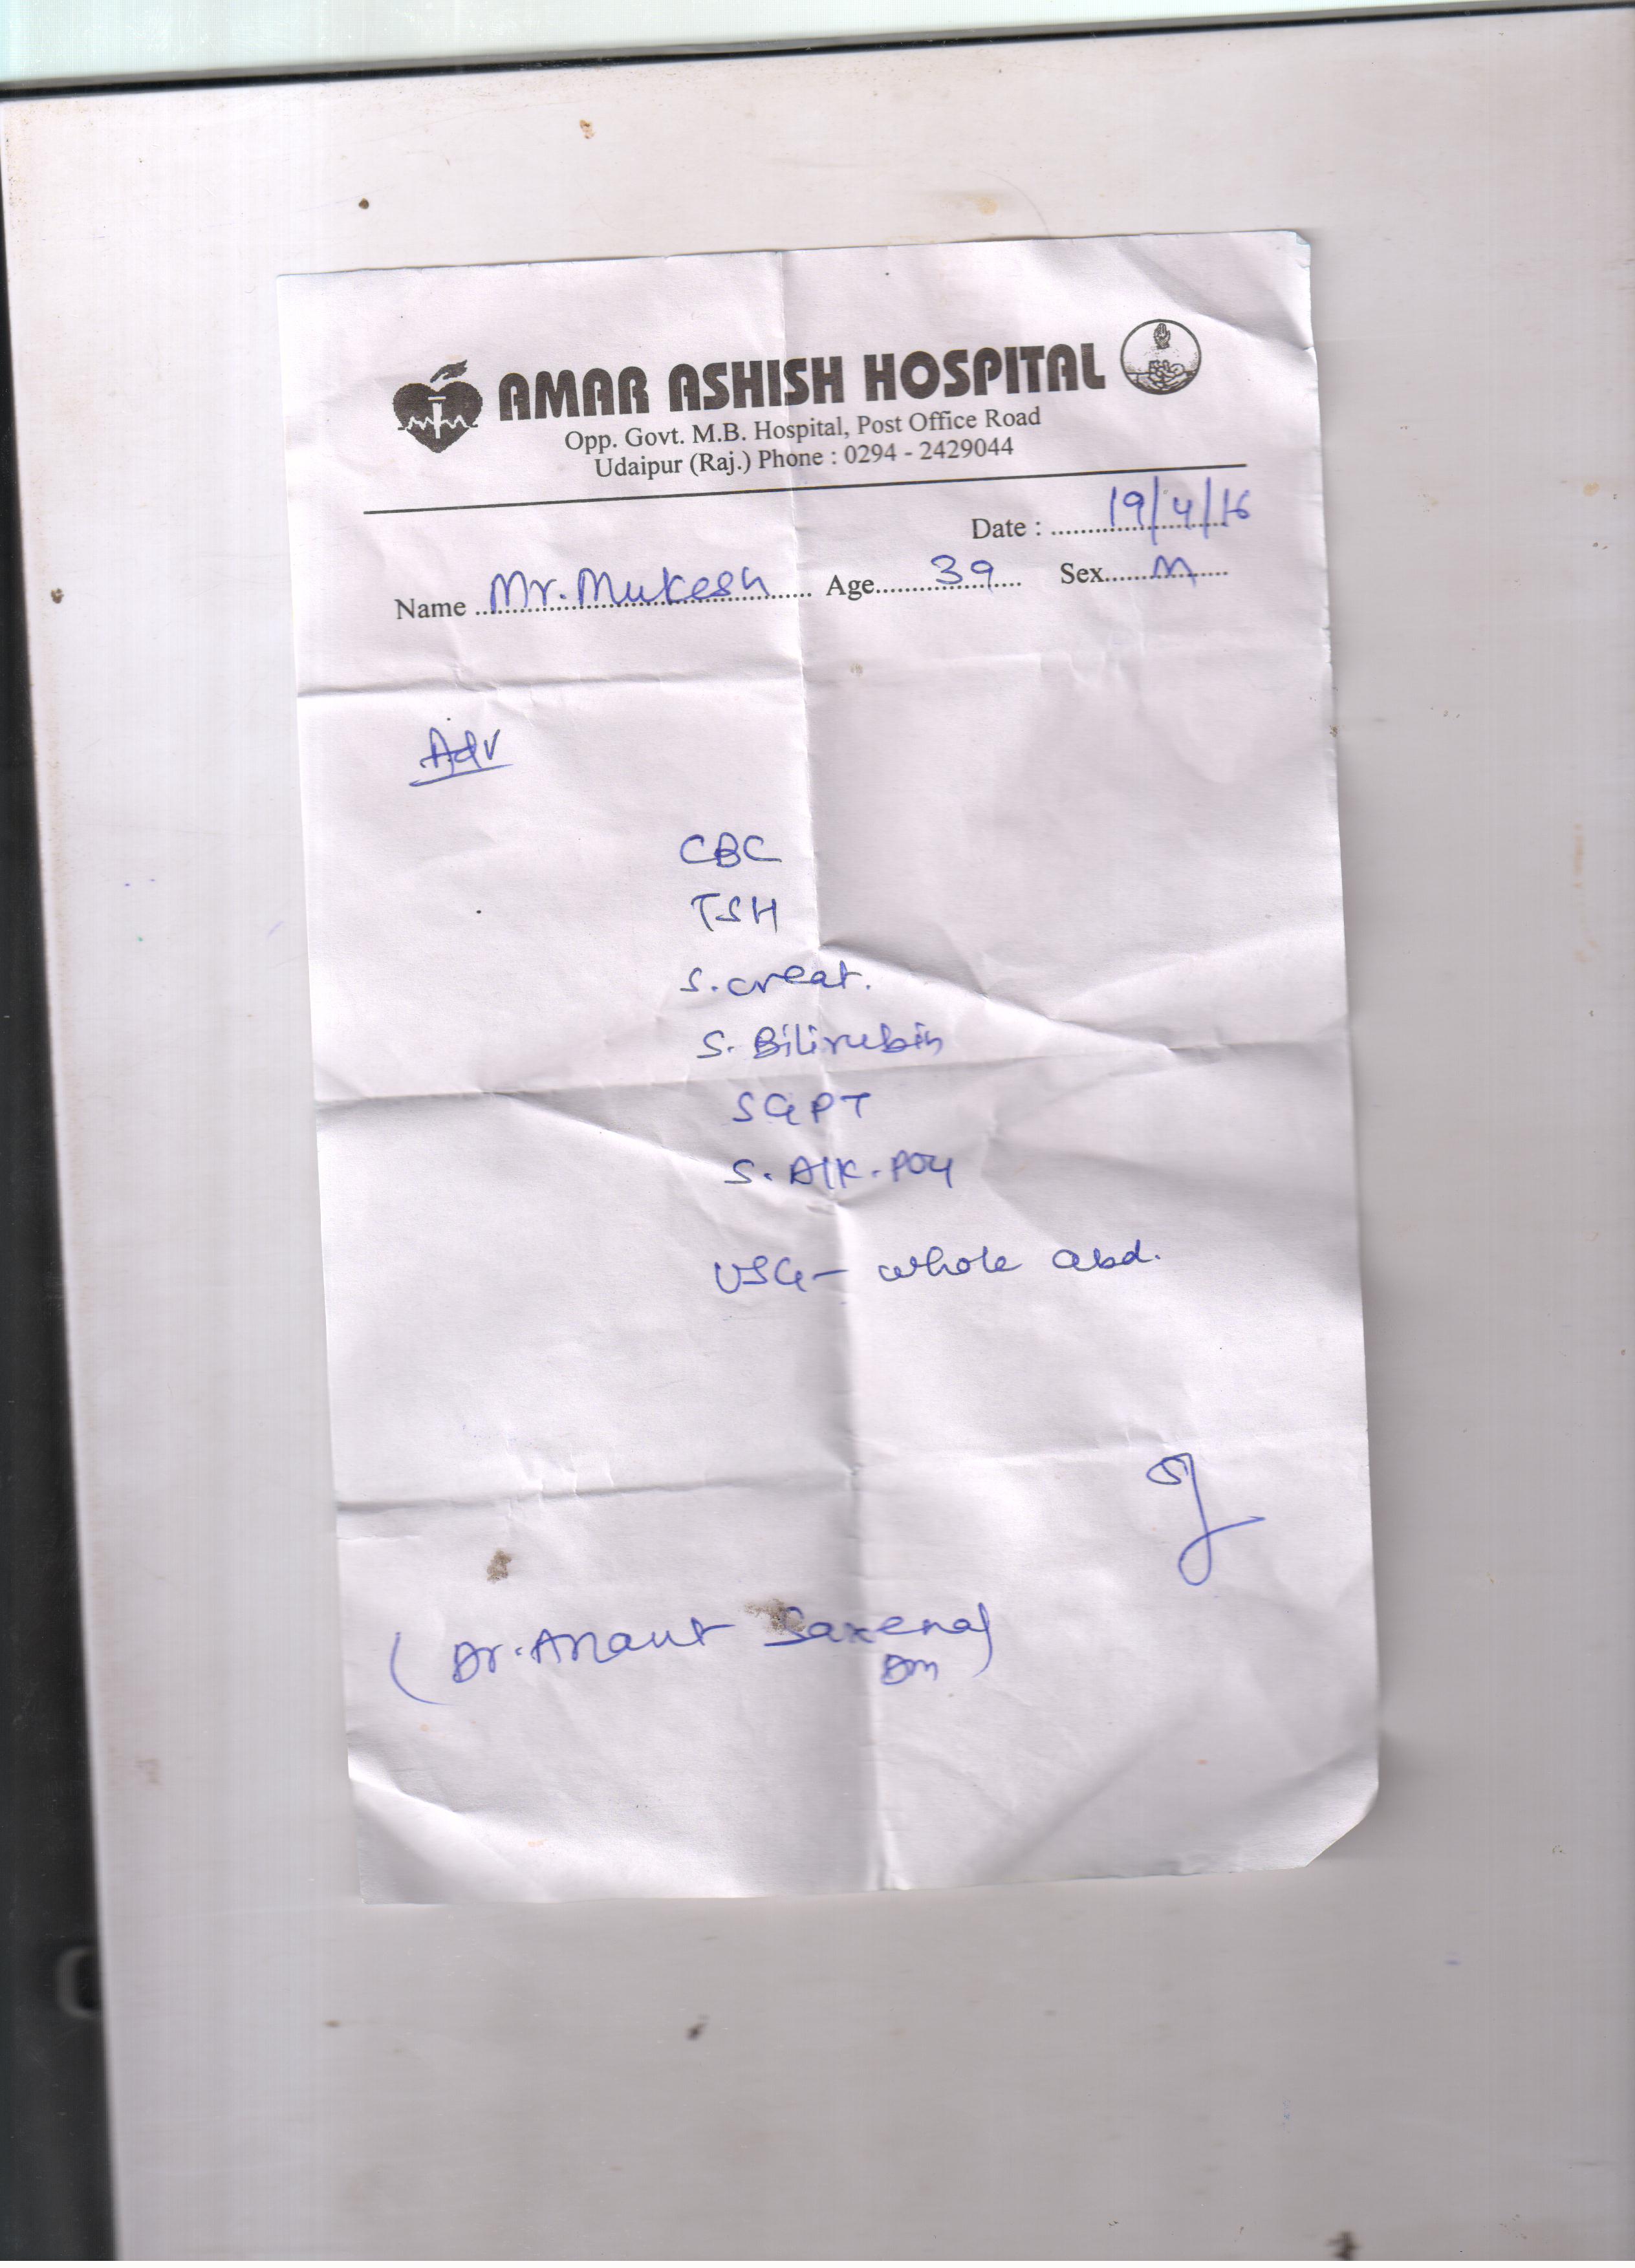 AMAR ASHISH HOSPITAL
Opp. Govt. M.B. Hospital, Post Office Road
Udaipur (Raj.) Phone : 0294 - 2429044
Date : 19/4/16
Name Mr. Mukesh Age 39 Sex M
Adv
CBC
TSH
S. creat.
S. Bilirubin
SGPT
S. Alk. PO4
USG - whole abd.
(Dr. Anant Saxena)
DM